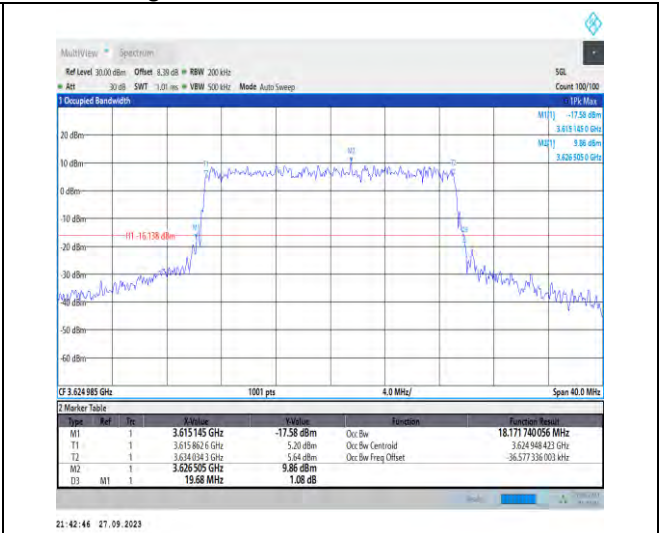 MultiView Spectrum
Ref Level 30.00 dBm Offset 8.39 dB RBW 200 kHz SGL
Att 30 dB SWT 1.01 ms VBW 500 kHz Mode Auto Sweep Count 100/100
1 Occupied Bandwidth 1Pk Max
M1[1] -17.58 dBm
3.615 145 0 GHz
M2[1] 9.86 dBm
3.626 505 0 GHz
20 dBm
M2
10 dBm
T1 T2
0 dBm
-10 dBm
M1 D3
H1 -16.138 dBm
-20 dBm
-30 dBm
-40 dBm
-50 dBm
-60 dBm
CF 3.624 985 GHz 1001 pts 4.0 MHz/ Span 40.0 MHz
2 Marker Table
Type Ref Trc X-Value Y-Value Function Function Result
M1 1 3.615 145 GHz -17.58 dBm Occ Bw 18.171 740 056 MHz
T1 1 3.615 862 6 GHz 5.20 dBm Occ Bw Centroid 3.624 948 423 GHz
T2 1 3.634 034 3 GHz 5.64 dBm Occ Bw Freq Offset -36.577 336 003 kHz
M2 1 3.626 505 GHz 9.86 dBm
D3 M1 1 19.68 MHz 1.08 dB
21:42:46 27.09.2023